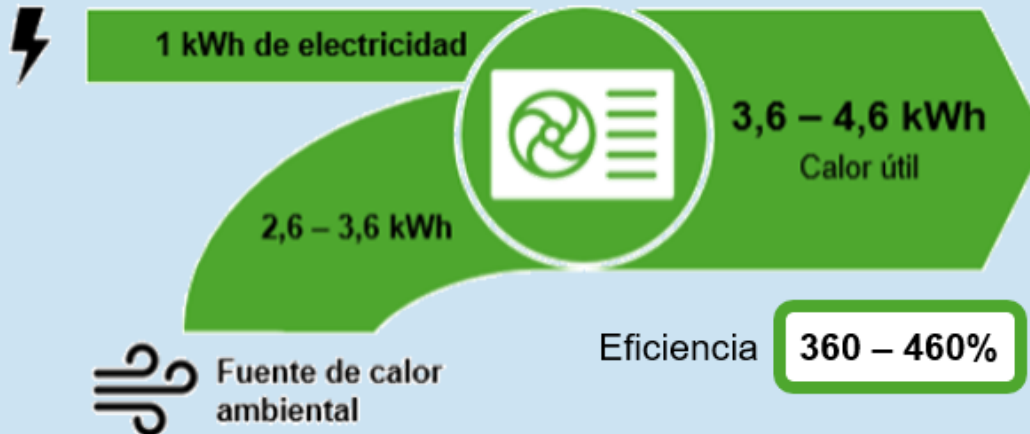 1 kWh de electricidad
3,6 – 4,6 kWh
Calor útil
2,6 – 3,6 kWh
Eficiencia 360 – 460%
Fuente de calor
ambiental